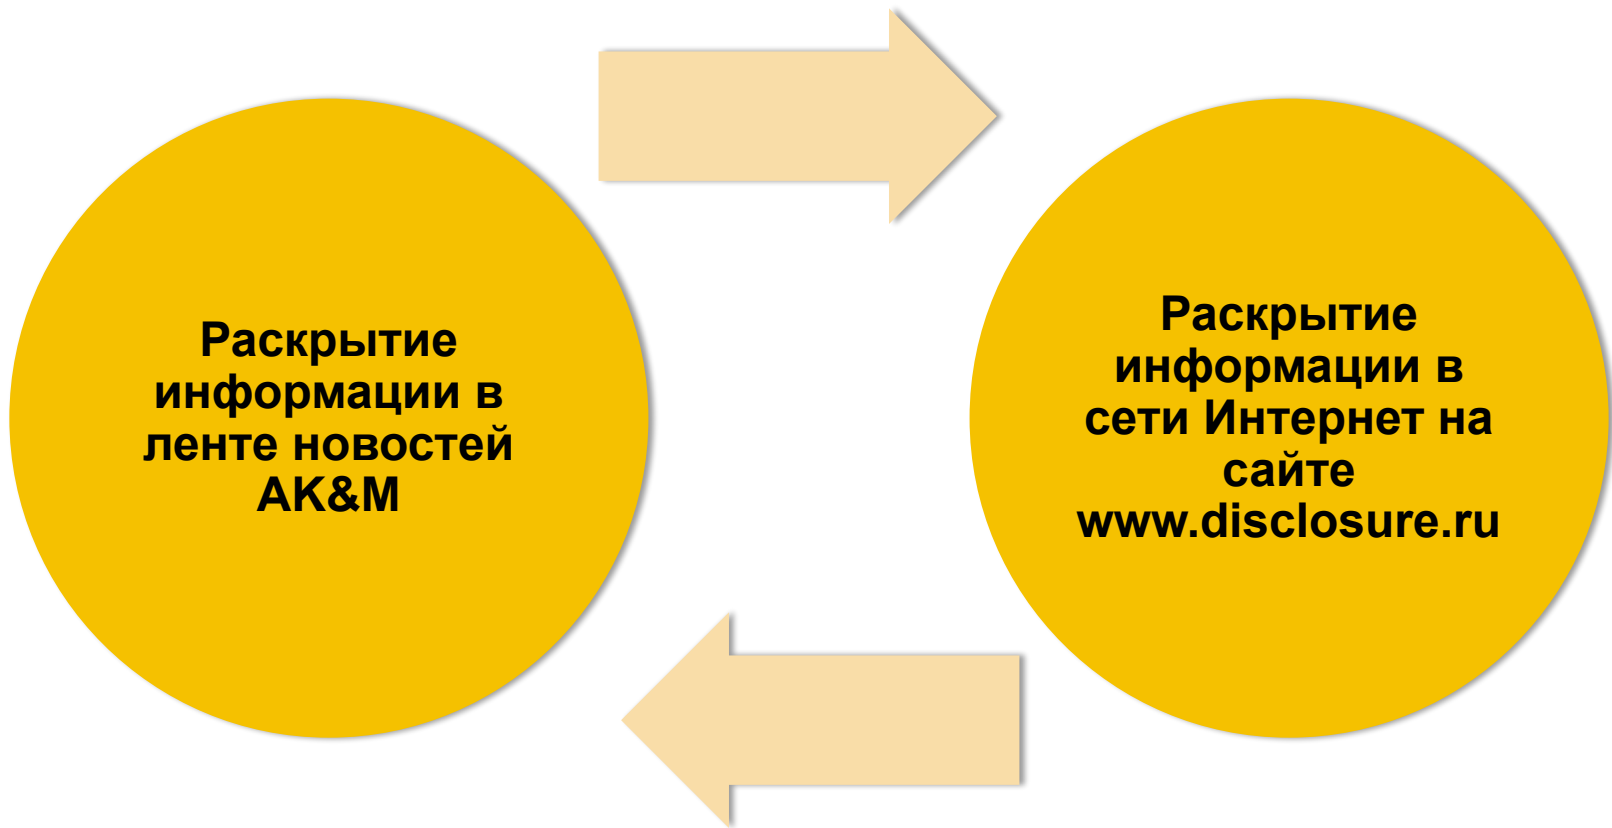 Раскрытие
информации в
ленте новостей
AK&M
Раскрытие
информации в
сети Интернет на
сайте
www.disclosure.ru